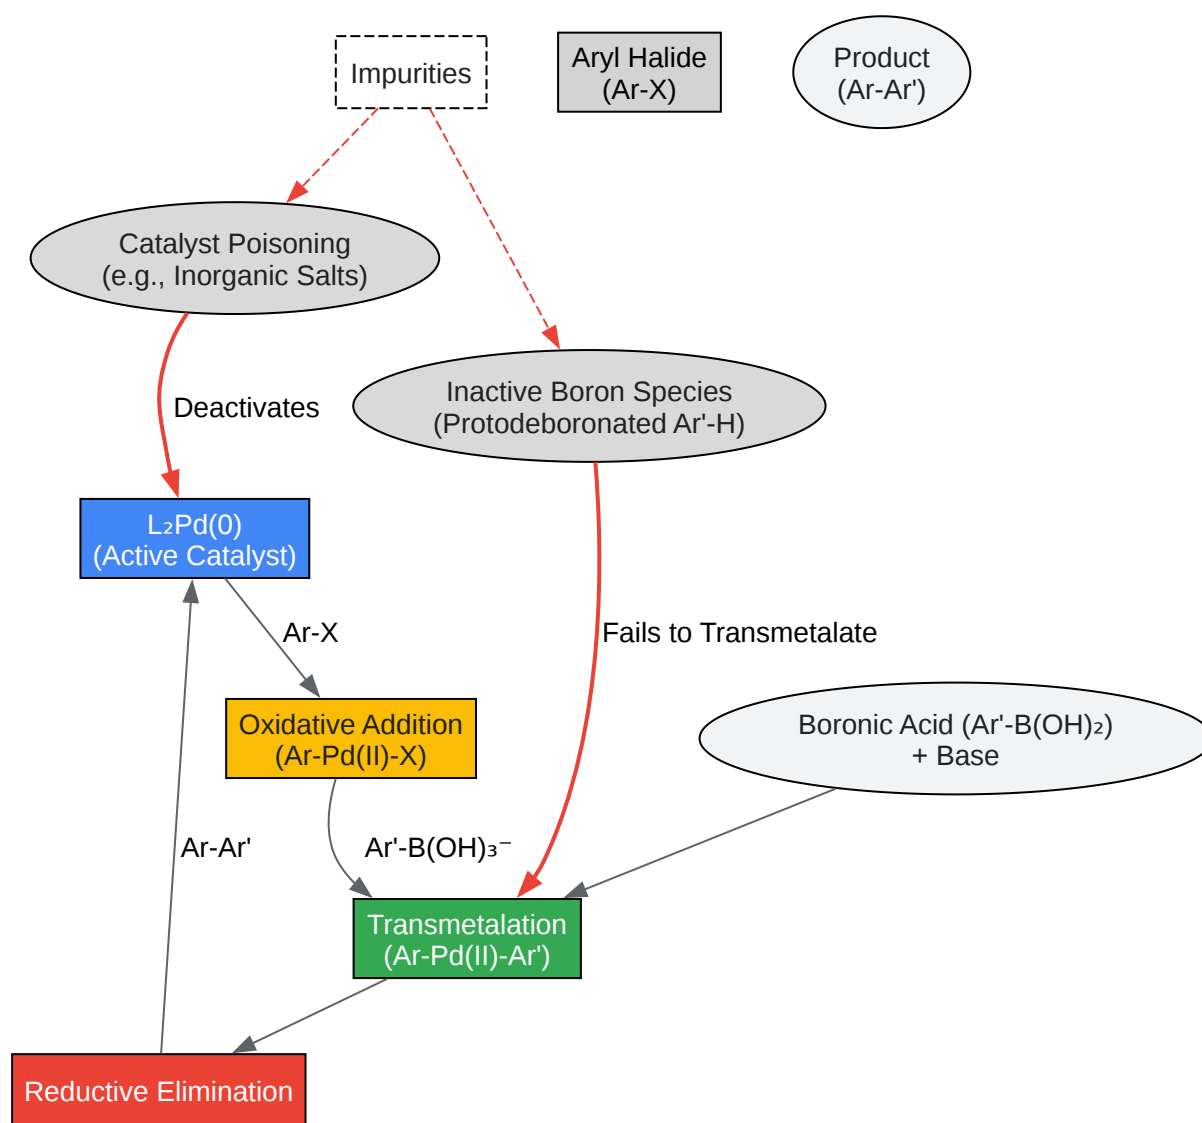 Impurities
Aryl Halide
(Ar-X)
Product
(Ar-Ar')
Catalyst Poisoning
(e.g., Inorganic Salts)
Inactive Boron Species
(Protodeboronated Ar'-H)
Deactivates
L₂Pd(0)
(Active Catalyst)
Ar-X
Fails to Transmetalate
Oxidative Addition
(Ar-Pd(II)-X)
Boronic Acid (Ar'-B(OH)₂)
+ Base
Ar-Ar'
Ar'-B(OH)₃⁻
Transmetalation
(Ar-Pd(II)-Ar')
Reductive Elimination